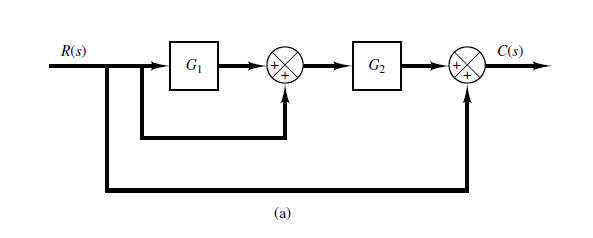 R(s)
C(s)
G₁
+
+
G₂
+
+
(a)